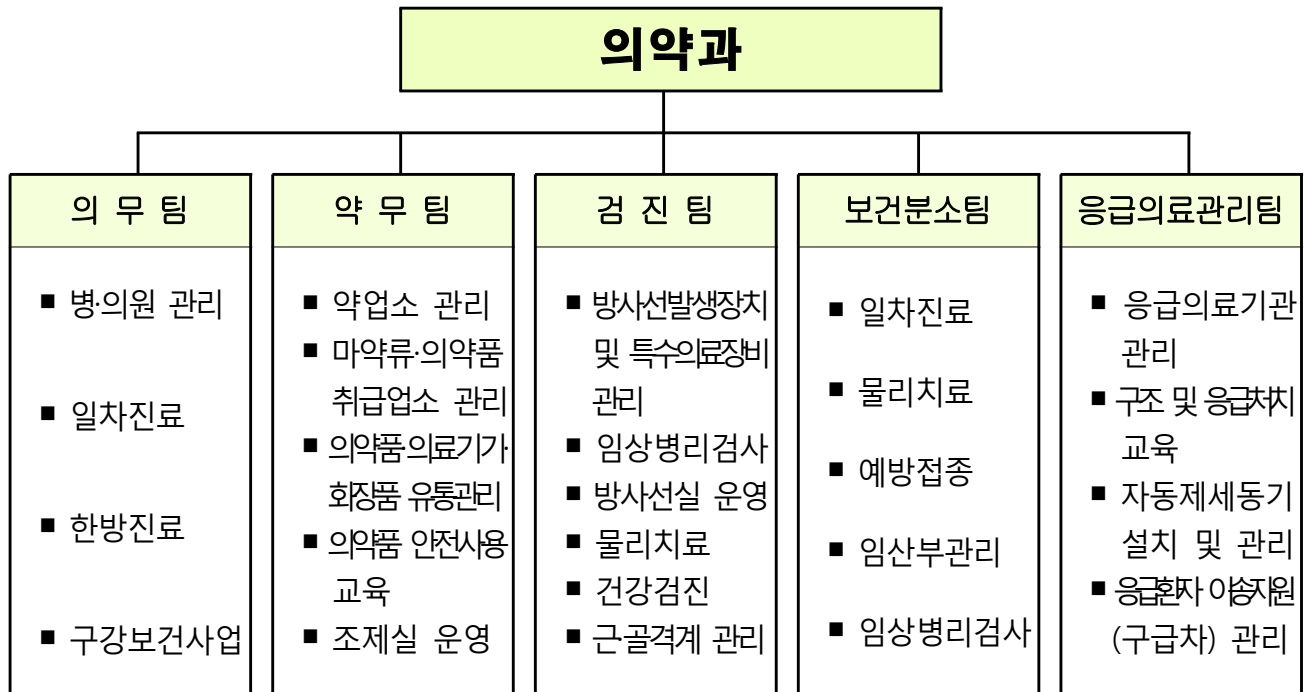 의약과
의 무 팀
■ 병·의원 관리
■ 일차진료
■ 한방진료
■ 구강보건사업
약 무 팀
■ 약업소 관리
■ 마약류·의약품
취급업소 관리
■ 의약품·의료기가·
화장품 유통관리
■ 의약품 안전사용
교육
■ 조제실 운영
검 진 팀
■ 방사선발생장치
및 특수의료장비
관리
■ 임상병리검사
■ 방사선실 운영
■ 물리치료
■ 건강검진
■ 근·골격계 관리
보건분소팀
■ 일차진료
■ 물리치료
■ 예방접종
■ 임산부관리
■ 임상병리검사
응급의료관리팀
■ 응급의료기관
관리
■ 구조 및 응급처치
교육
■ 자동제세동기
설치 및 관리
■ 응급환자 이송자원
(구급차) 관리